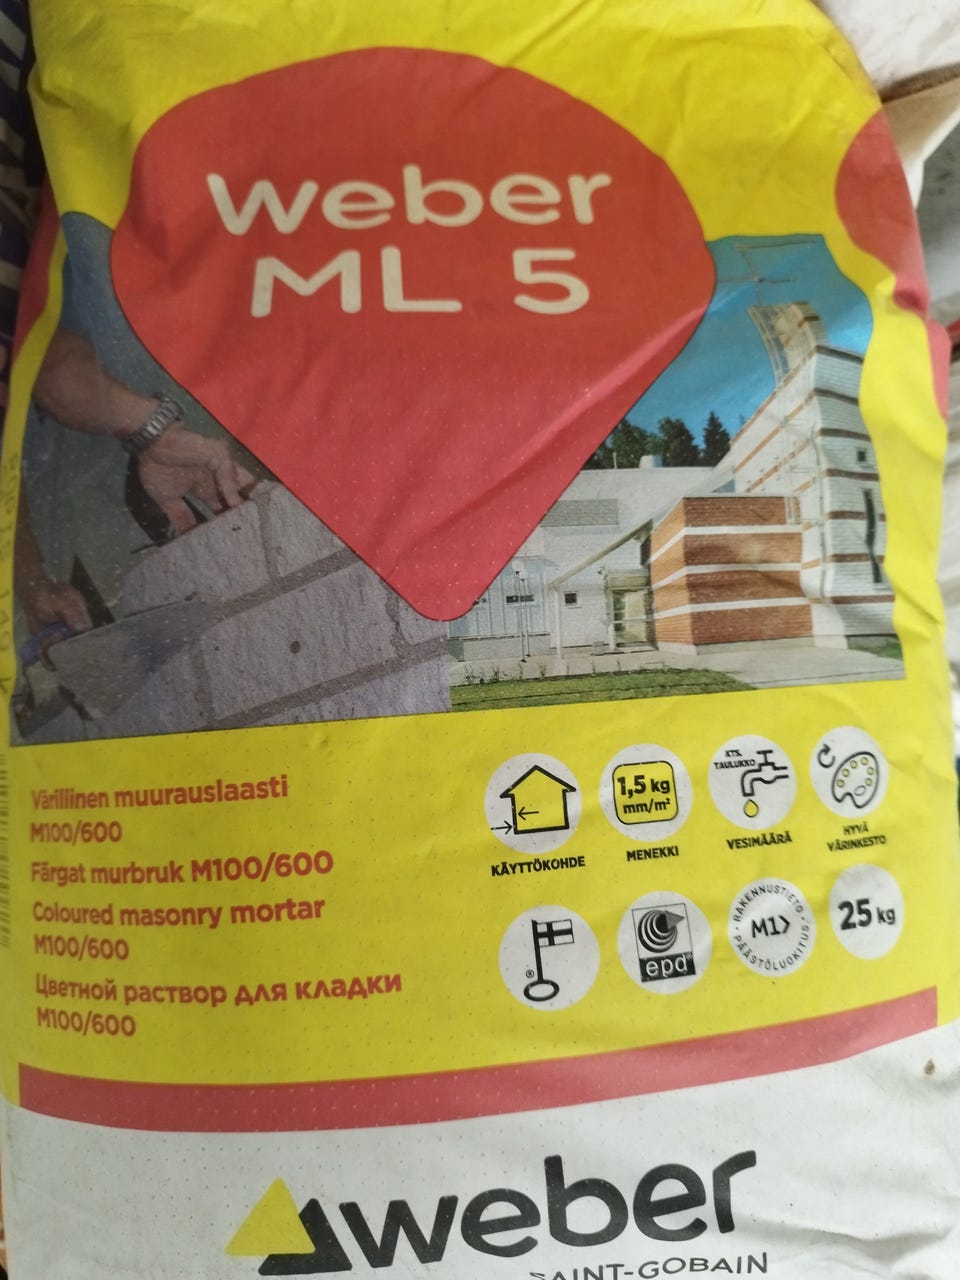 weber
ML 5
Värillinen muurauslaasti
M100/600
Färgat murbruk M100/600
Coloured masonry mortar
M100/600
Цветной раствор для кладки
M100/600
KÄYTTÖKOHDE
1,5 kg
mm/m²
MENEKKI
KTS.
TAULUKKO
VESIMÄÄRÄ
HYVÄ
VÄRINKESTO
®
epd®
RAKENNUSTIETO
M1
PÄÄSTÖLUOKITUS
25 kg
weber
SAINT-GOBAIN